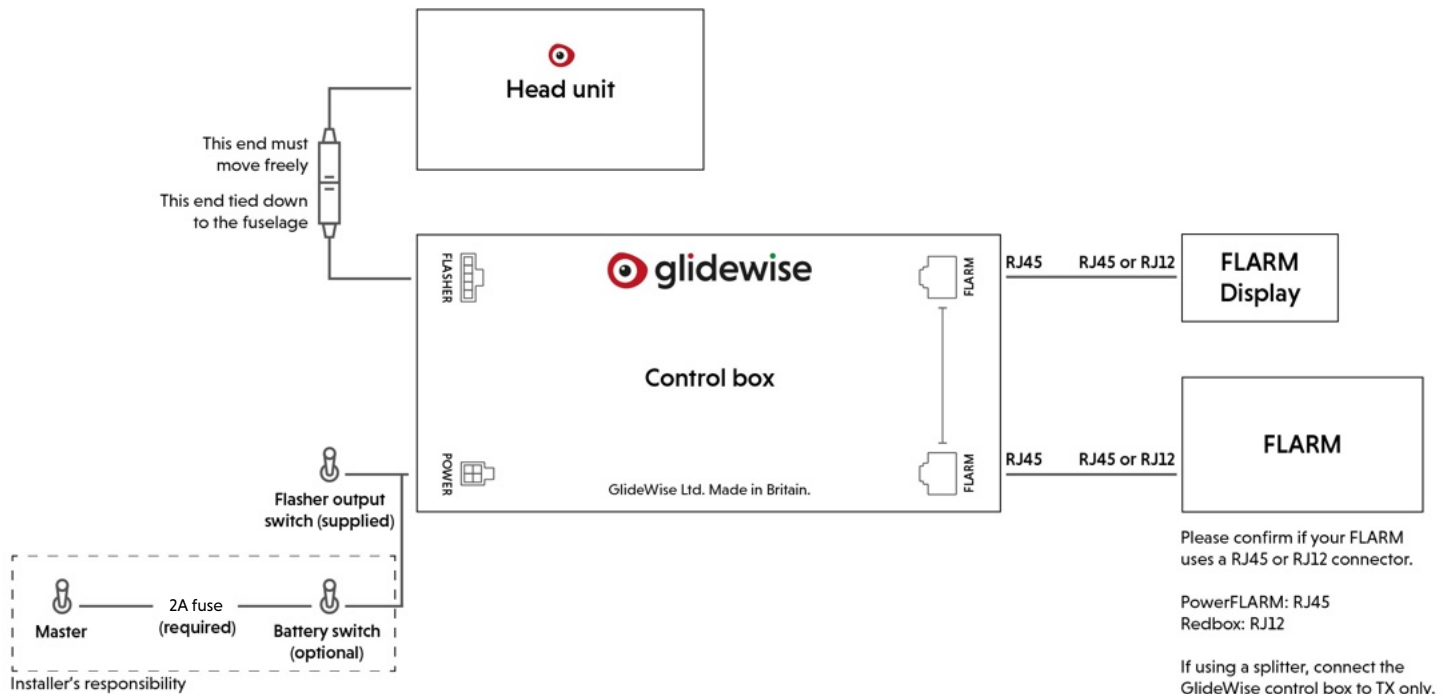 Head unit
This end must
move freely
This end tied down
to the fuselage
FLASHER
glidewise
FLARM
RJ45
RJ45 or RJ12
FLARM
Display
Control box
POWER
GlideWise Ltd. Made in Britain.
FLARM
RJ45
RJ45 or RJ12
FLARM
Flasher output
switch (supplied)
Master
2A fuse
(required)
Battery switch
(optional)
Installer's responsibility
Please confirm if your FLARM
uses a RJ45 or RJ12 connector.
PowerFLARM: RJ45
Redbox: RJ12
If using a splitter, connect the
GlideWise control box to TX only.